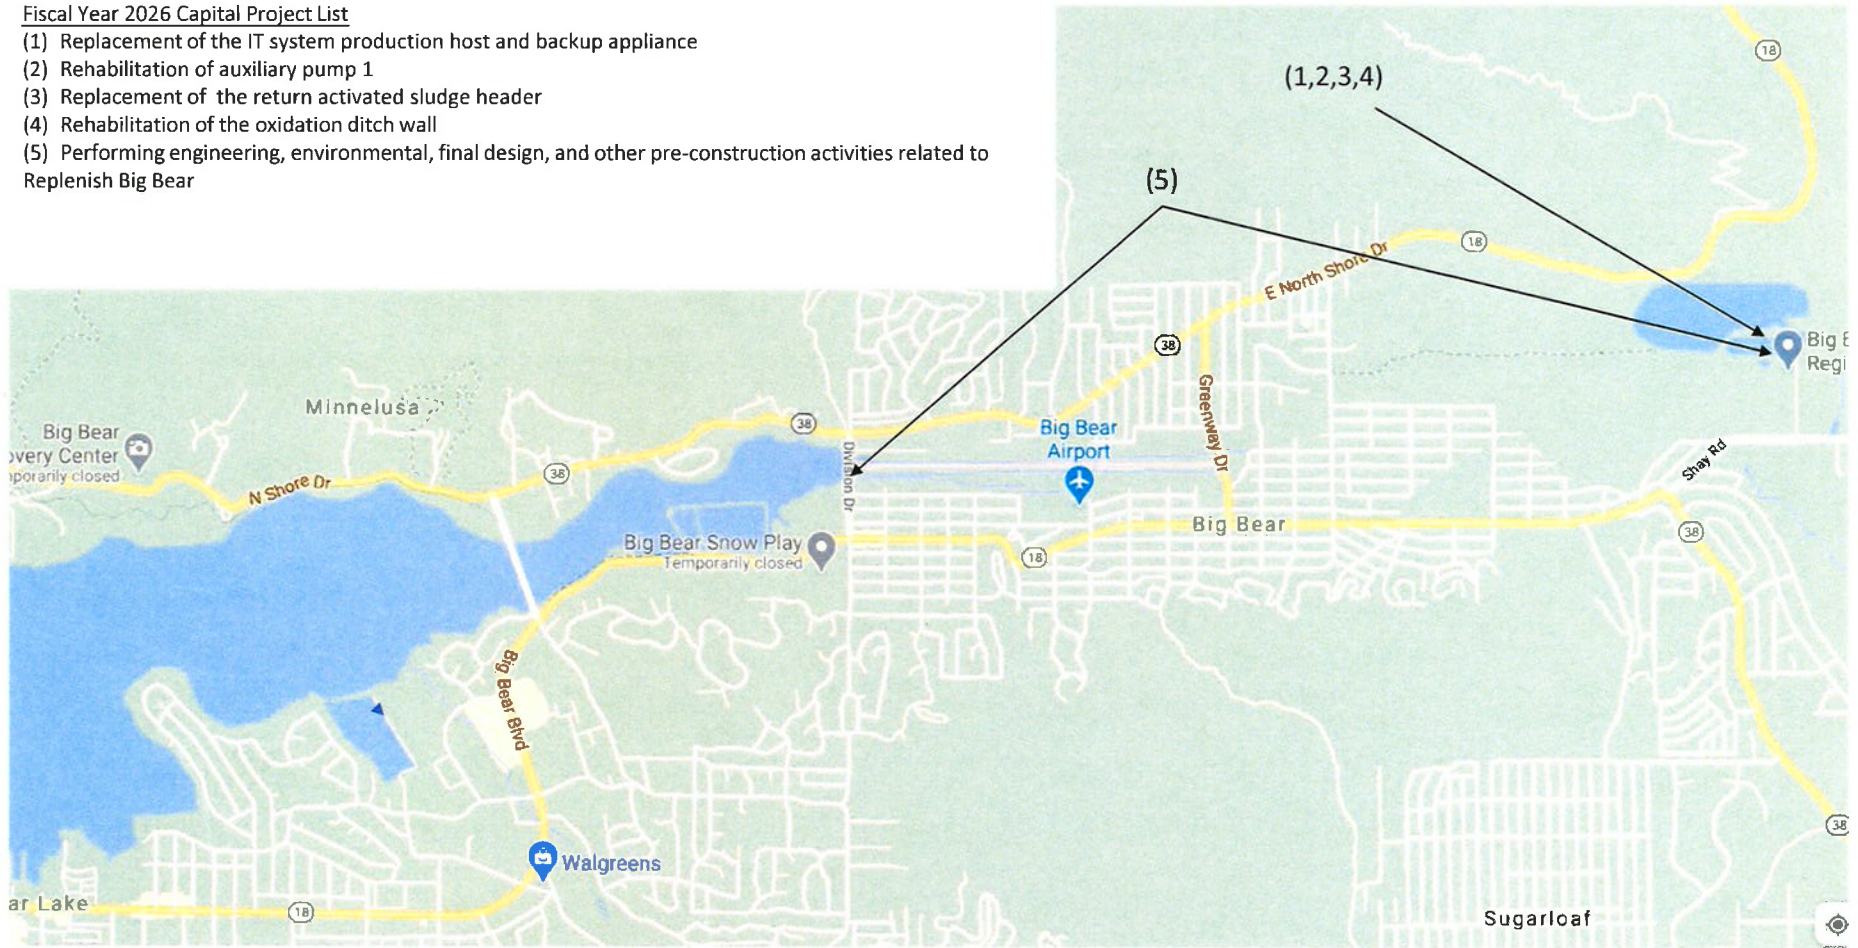 Fiscal Year 2026 Capital Project List
(1) Replacement of the IT system production host and backup appliance
(2) Rehabilitation of auxiliary pump 1
(3) Replacement of the return activated sludge header
(4) Rehabilitation of the oxidation ditch wall
(5) Performing engineering, environmental, final design, and other pre-construction activities related to
Replenish Big Bear
18
(1,2,3,4)
(5)
18
E North Shore Dr
38
Big B
Regi
Greenway Dr
Minnelusa
38
Big Bear
Airport
Big Bear
overy Center
nporarily closed
38
N Shore Dr
Division Dr
Shay Rd
Big Bear
38
Big Bear Snow Play
Temporarily closed
18
Big Bear Blvd
38
Walgreens
ar Lake
18
Sugarloaf